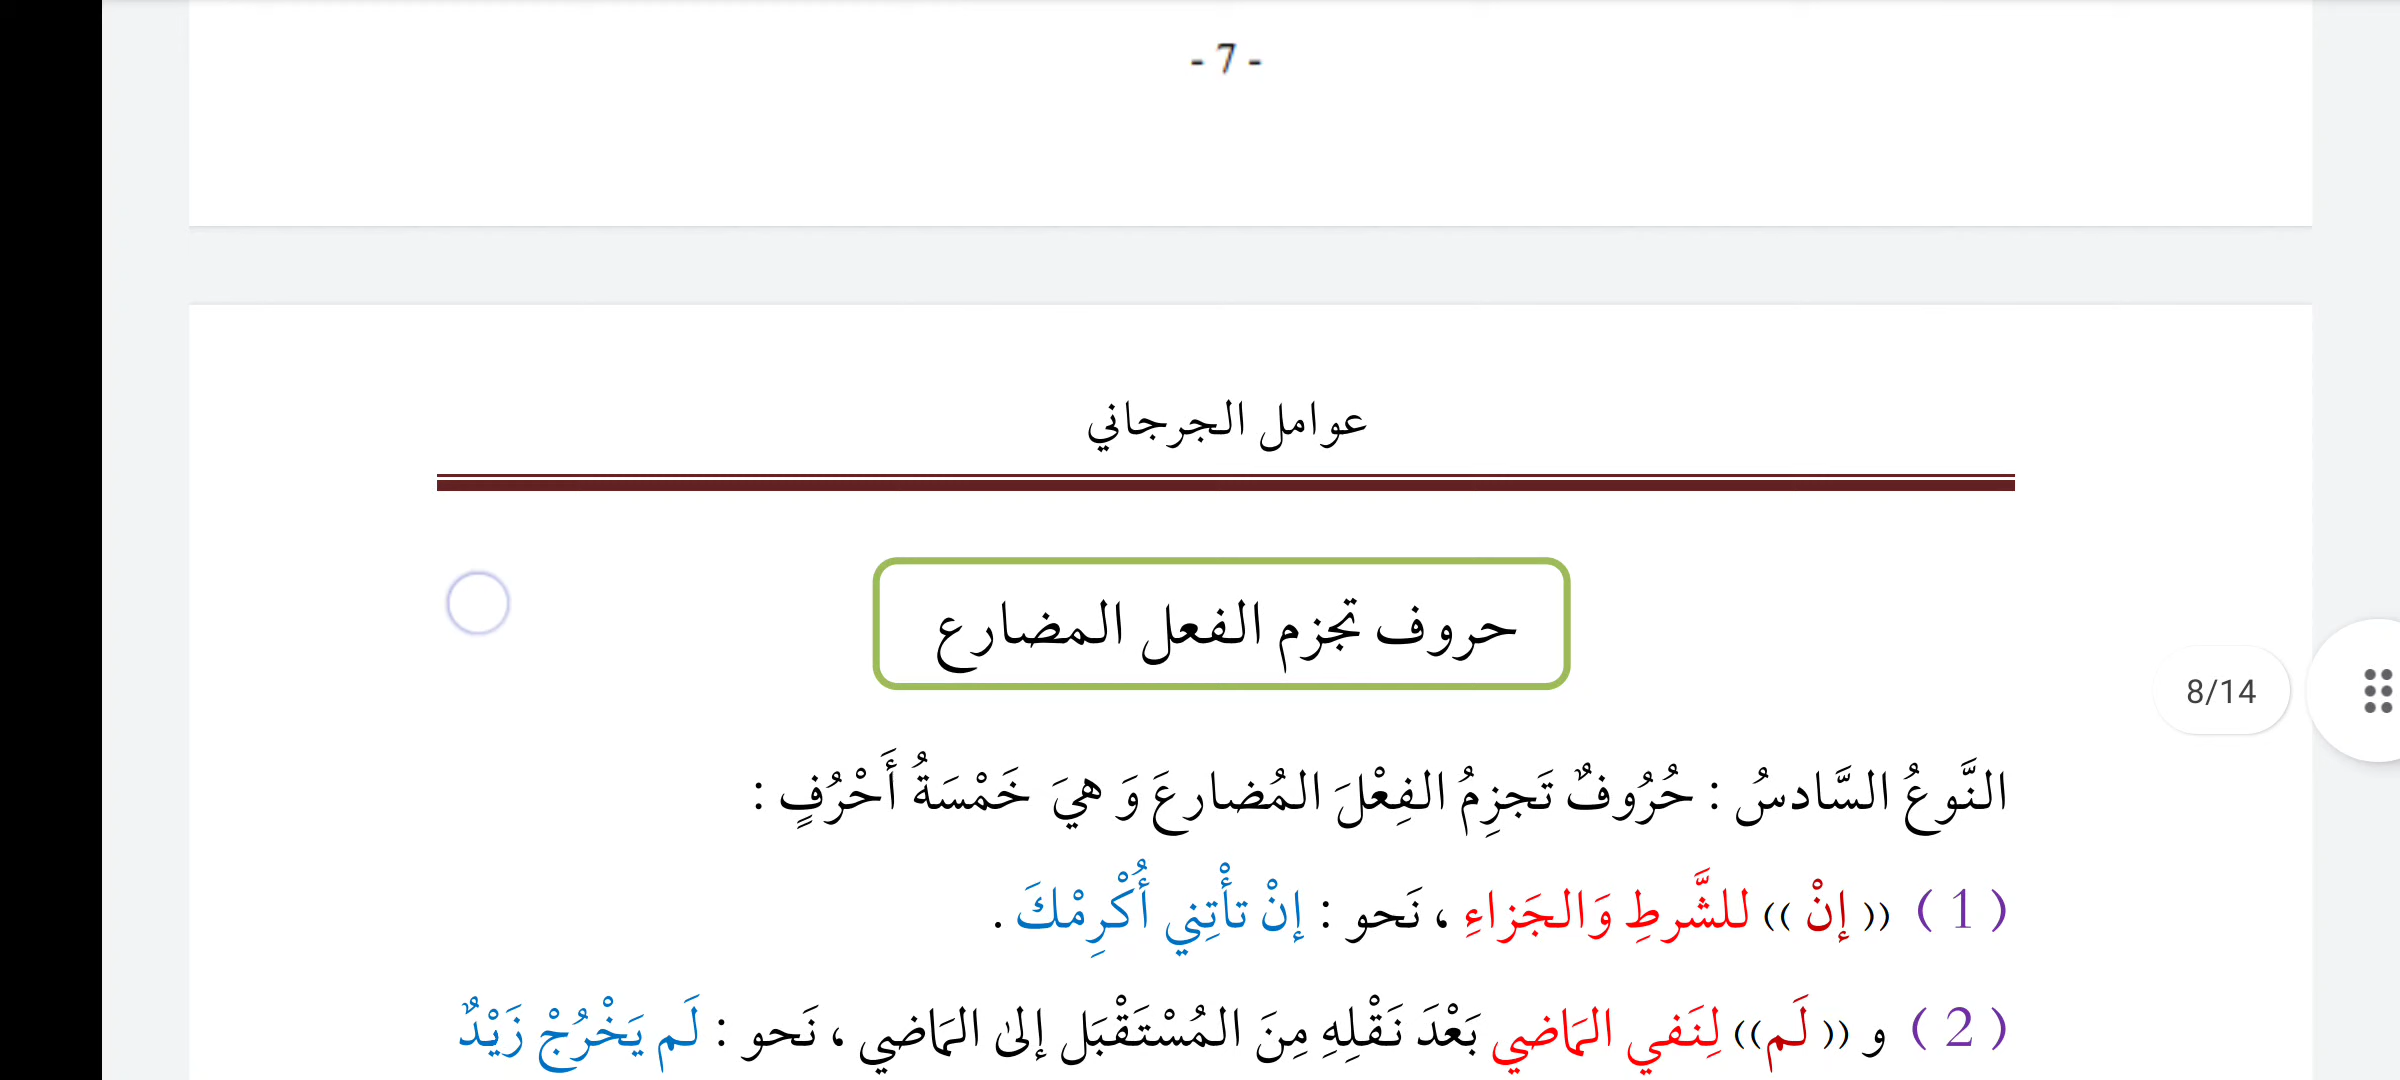 - 7 -
عوامل الجرجاني
حروف تجزم الفعل المضارع
8/14
النَّوعُ السَّادسُ : حُرُوفٌ تَجزِمُ الفِعْلَ المُضارعَ وَ هيَ خَمْسَةُ أَحْرُفٍ :
( 1 ) (( إنْ )) للشَّرطِ وَالجَزاءِ ، نَحو : إنْ تأْتِني أُكْرِمْكَ .
( 2 ) و (( لَم)) لِنَفي المَاضي بَعْدَ نَقْلِهِ مِنَ المُسْتَقْبَل إلىٰ المَاضي ، نَحو : لَم يَخْرُجْ زَيْدٌ